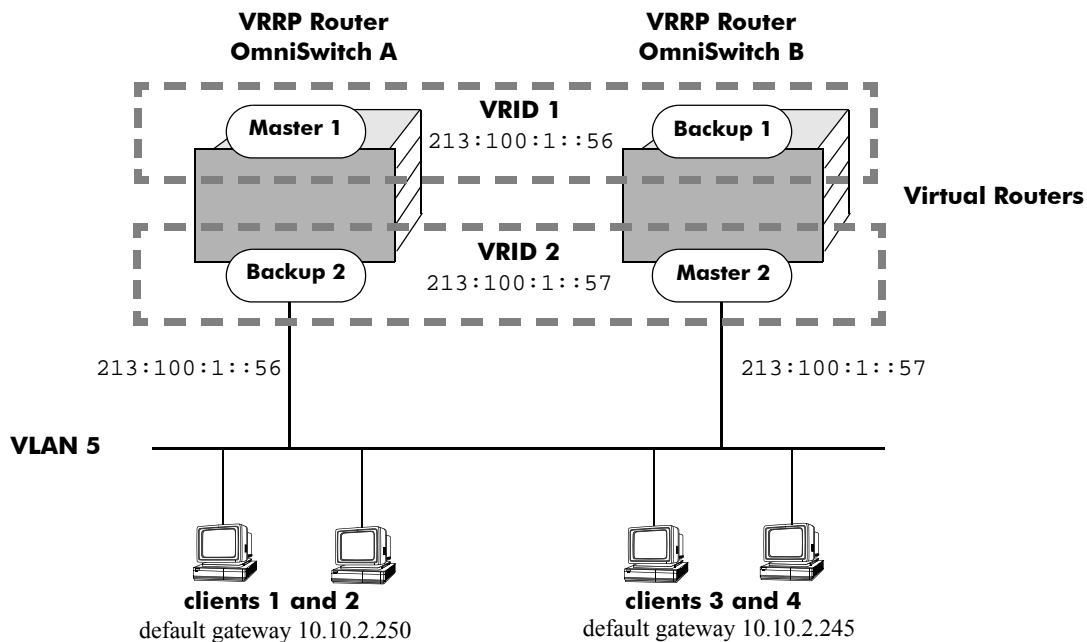 VRRP Router
OmniSwitch A
VRRP Router
OmniSwitch B
VRID 1
213:100:1::56
Master 1
Backup 1
Virtual Routers
VRID 2
213:100:1::57
Backup 2
Master 2
213:100:1::56
213:100:1::57
VLAN 5
clients 1 and 2
default gateway 10.10.2.250
clients 3 and 4
default gateway 10.10.2.245